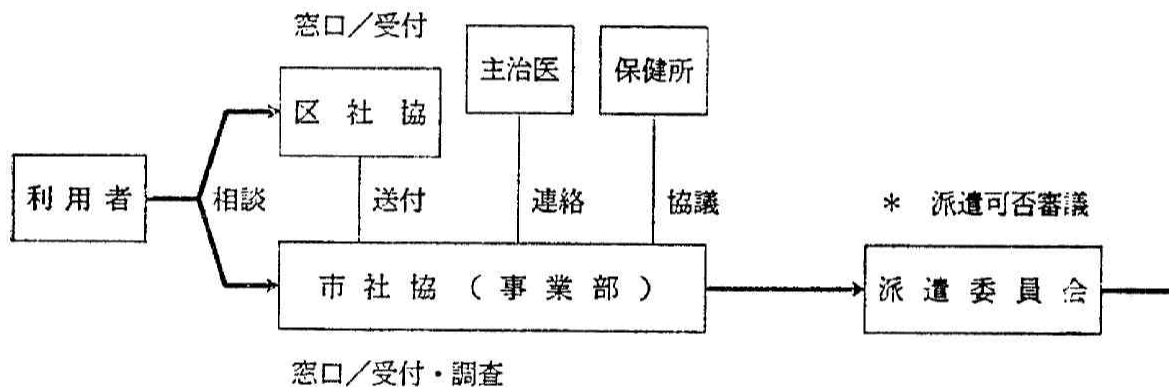 窓口／受付
主治医
保健所
区社協
利用者
相談
送付
連絡
協議
＊ 派遣可否審議
市社協（事業部）
派遣委員会
窓口／受付・調査